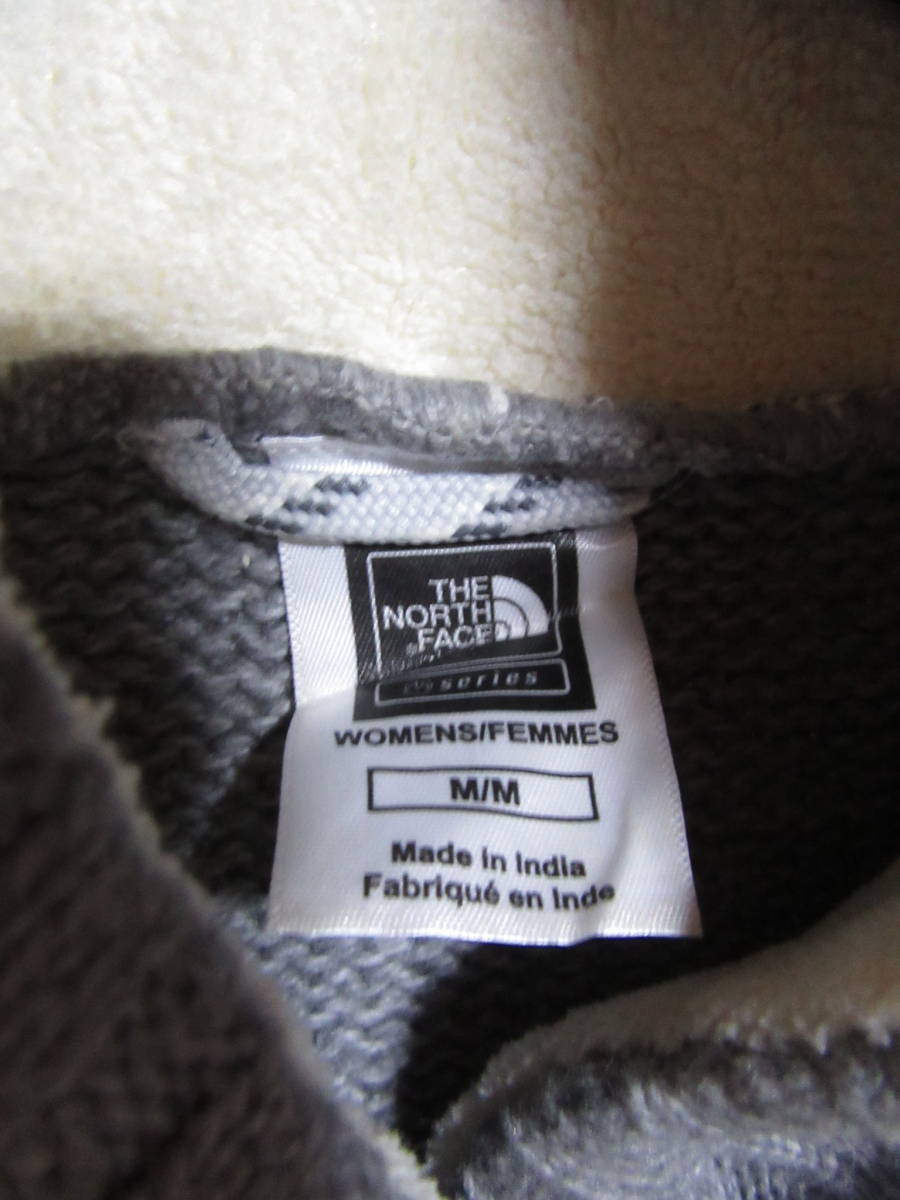 THE
NORTH
FACE
series
WOMENS/FEMMES
M/M
Made in India
Fabriqué en Inde